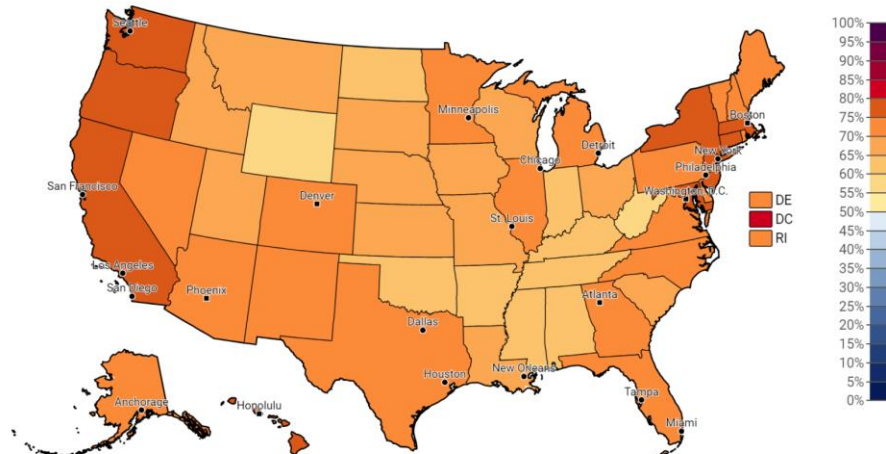 Seattle
Minneapolis
Boston
Detroit
New York
Chicago
Philadelphia
San Francisco
Washington, D.C.
Denver
St. Louis
Los Angeles
San Diego
Phoenix
Atlanta
Dallas
Houston
New Orleans
Tampa
Miami
Anchorage
Honolulu
DE
DC
RI
100%
95%
90%
85%
80%
75%
70%
65%
60%
55%
50%
45%
40%
35%
30%
25%
20%
15%
10%
5%
0%